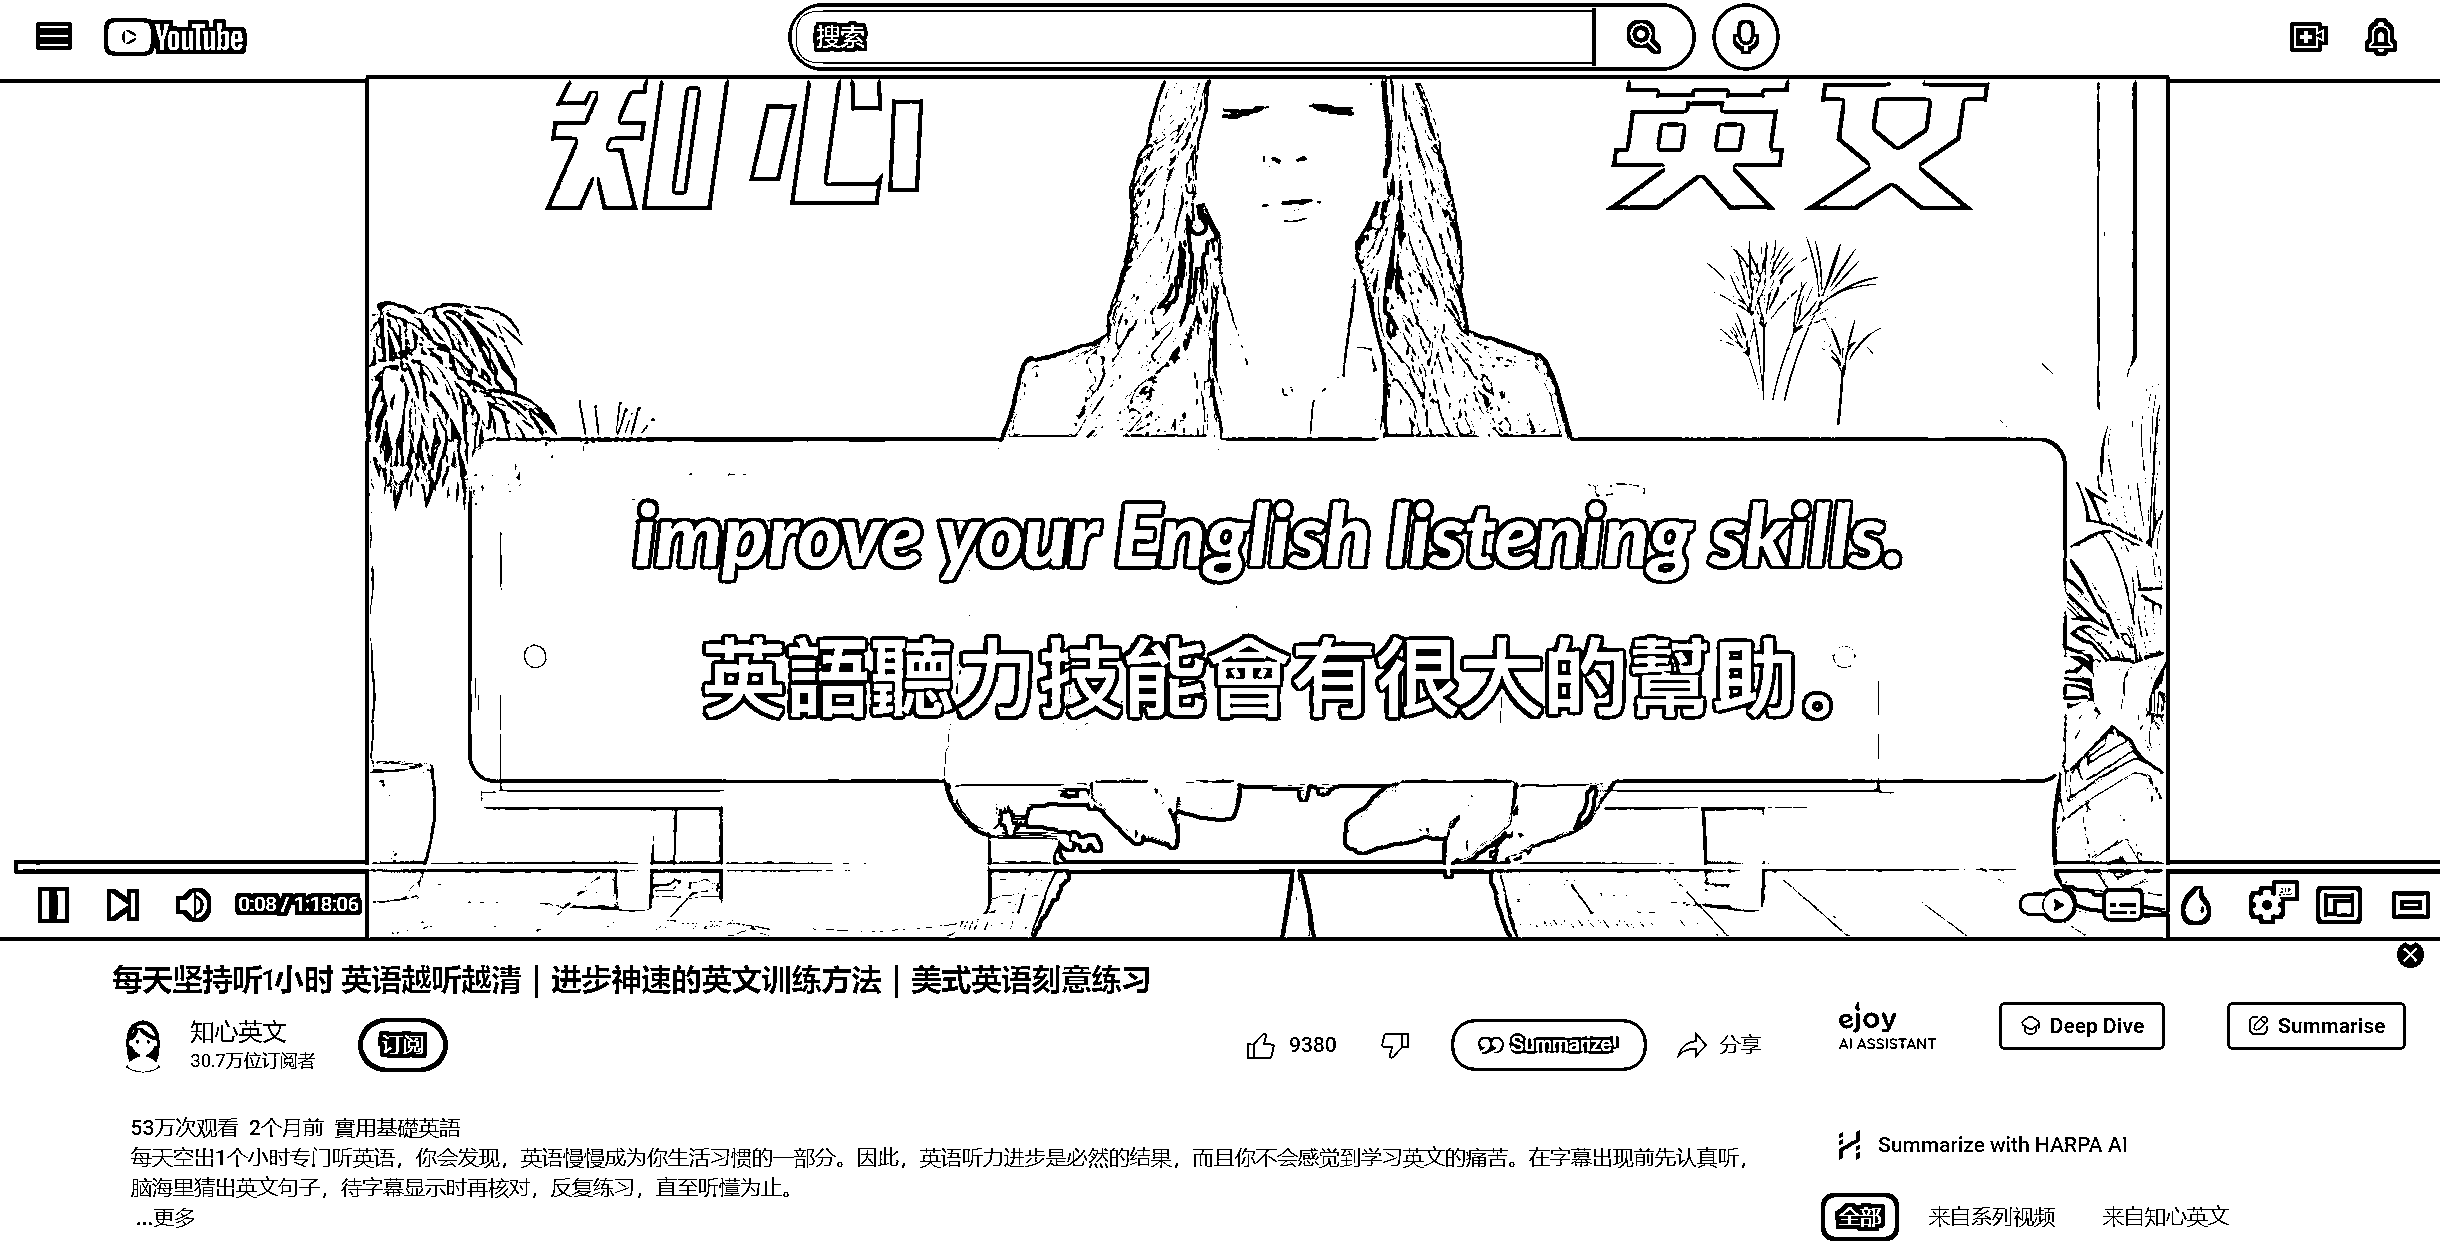 YouTube
搜索
知心 英文
improve your English listening skills.
英語聽力技能會有很大的幫助。
0:08 / 1:18:06
每天坚持听1小时 英语越听越清｜进步神速的英文训练方法｜美式英语刻意练习
知心英文
30.7万位订阅者
订阅
9380
Summarize!
分享
ejoy
AI ASSISTANT
Deep Dive
Summarise
53万次观看 2个月前 實用基礎英語
每天空出1个小时专门听英语，你会发现，英语慢慢成为你生活习惯的一部分。因此，英语听力进步是必然的结果，而且你不会感觉到学习英文的痛苦。在字幕出现前先认真听，
脑海里猜出英文句子，待字幕显示时再核对，反复练习，直至听懂为止。
...更多
Summarize with HARPA AI
全部
来自系列视频
来自知心英文